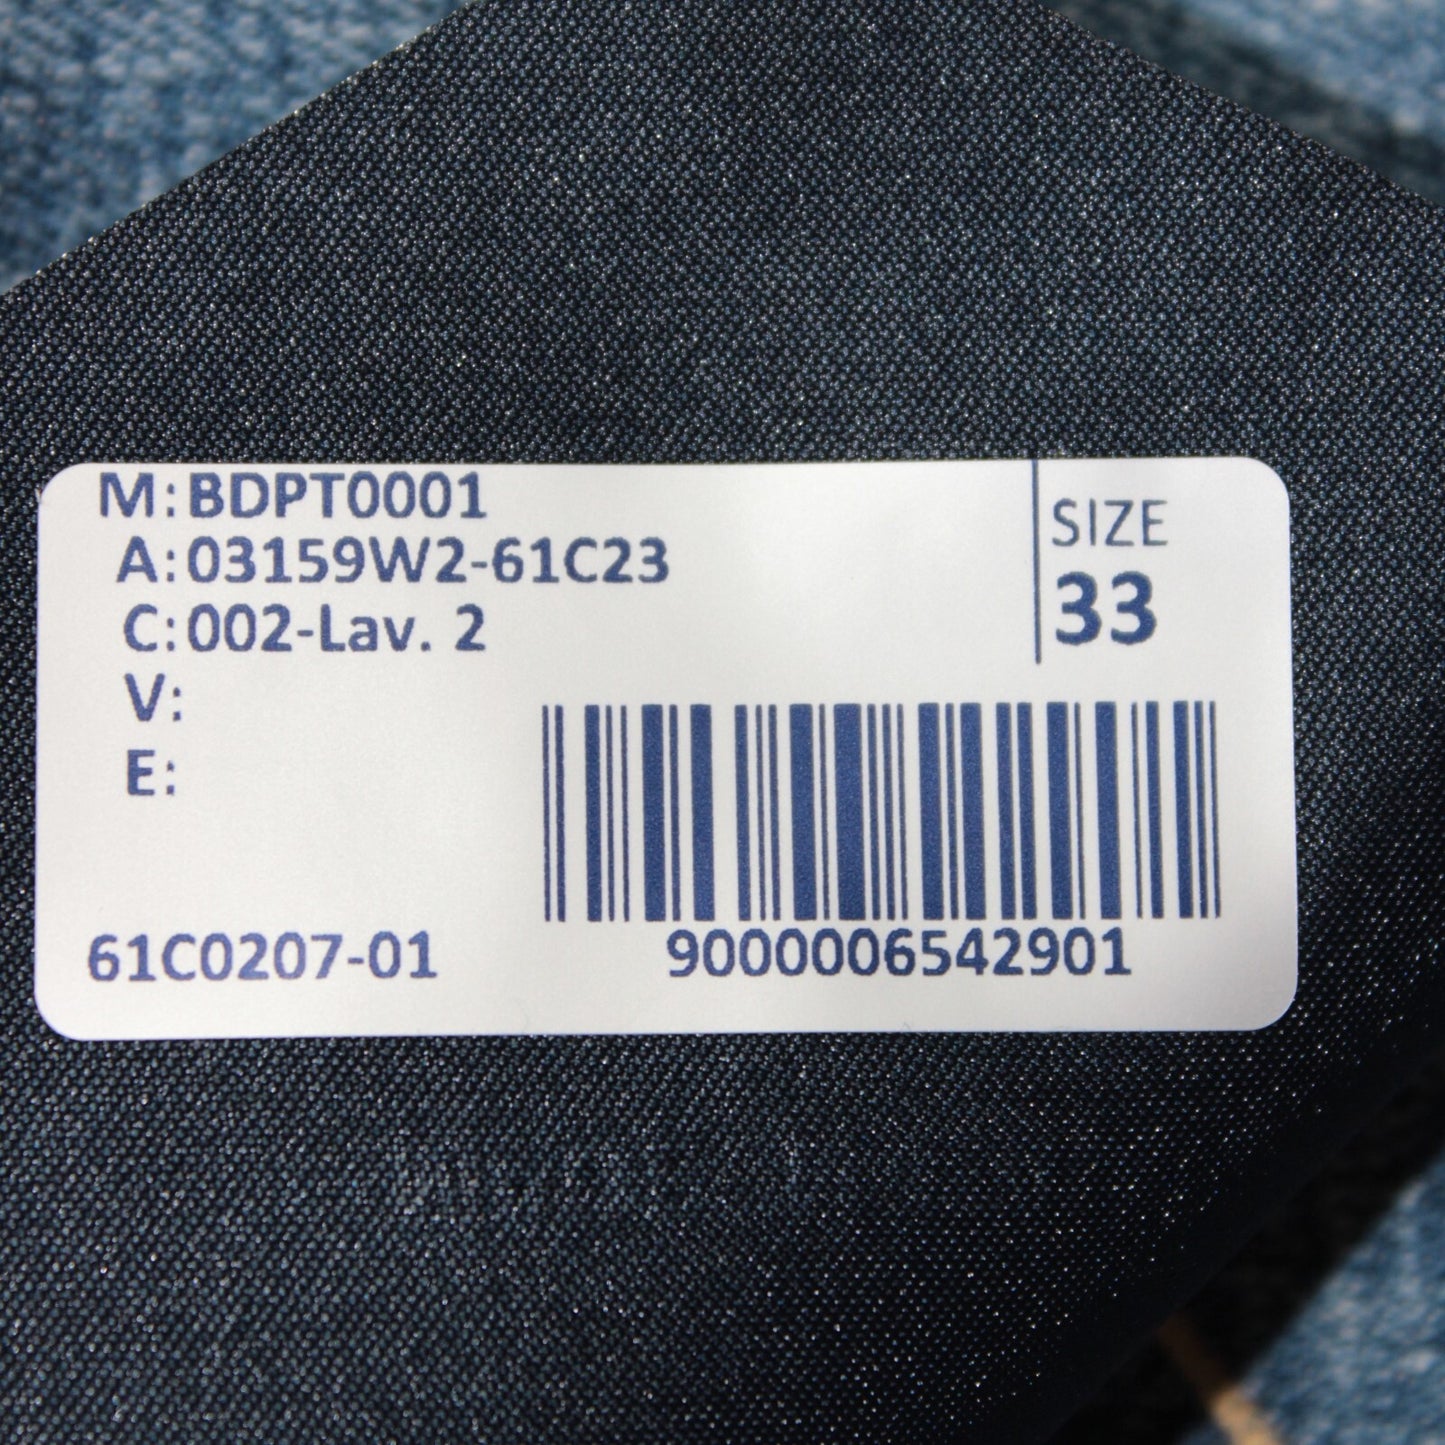 M: BDPT0001
A: 03159W2-61C23
C: 002-Lav. 2
V:
E:
SIZE
33
61C0207-01
9000006542901